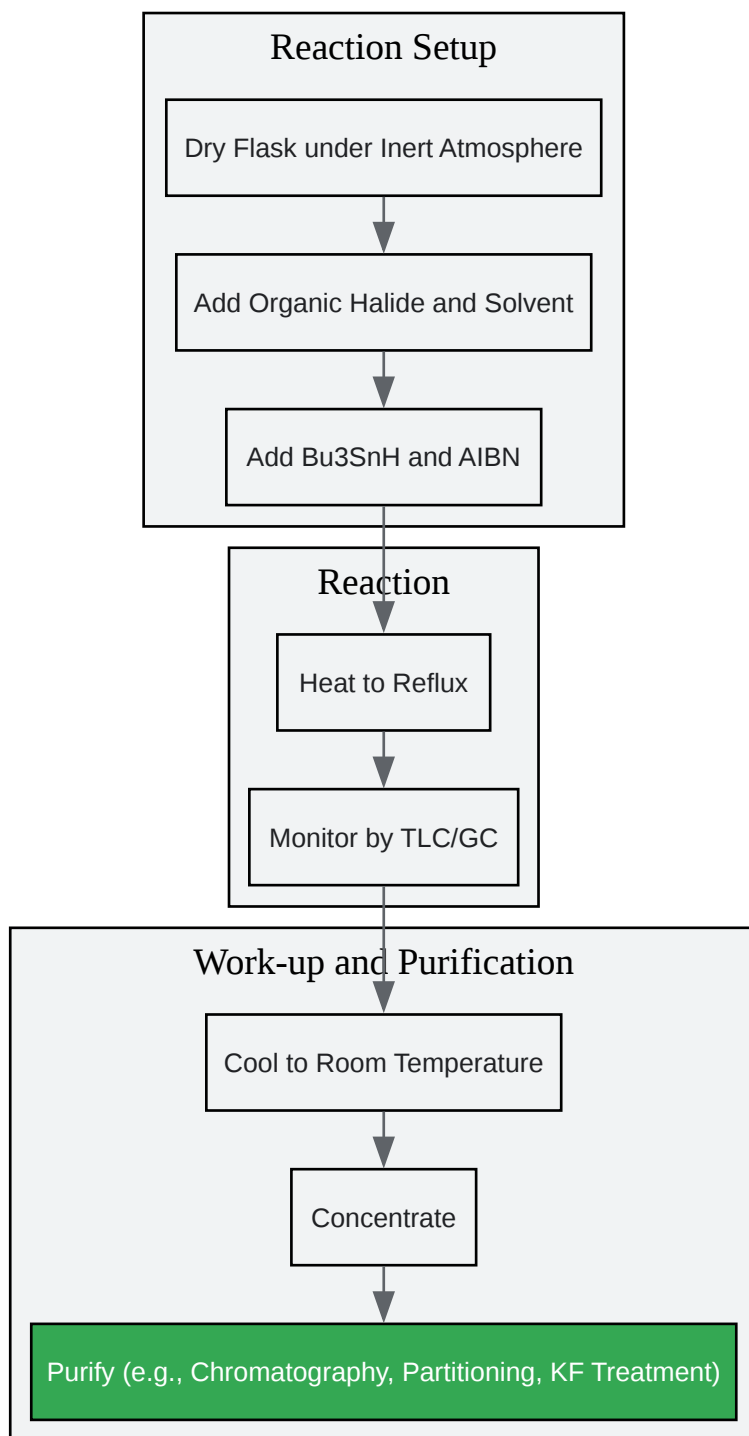 Reaction Setup
Dry Flask under Inert Atmosphere
Add Organic Halide and Solvent
Add Bu3SnH and AIBN
Reaction
Heat to Reflux
Monitor by TLC/GC
Work-up and Purification
Cool to Room Temperature
Concentrate
Purify (e.g., Chromatography, Partitioning, KF Treatment)